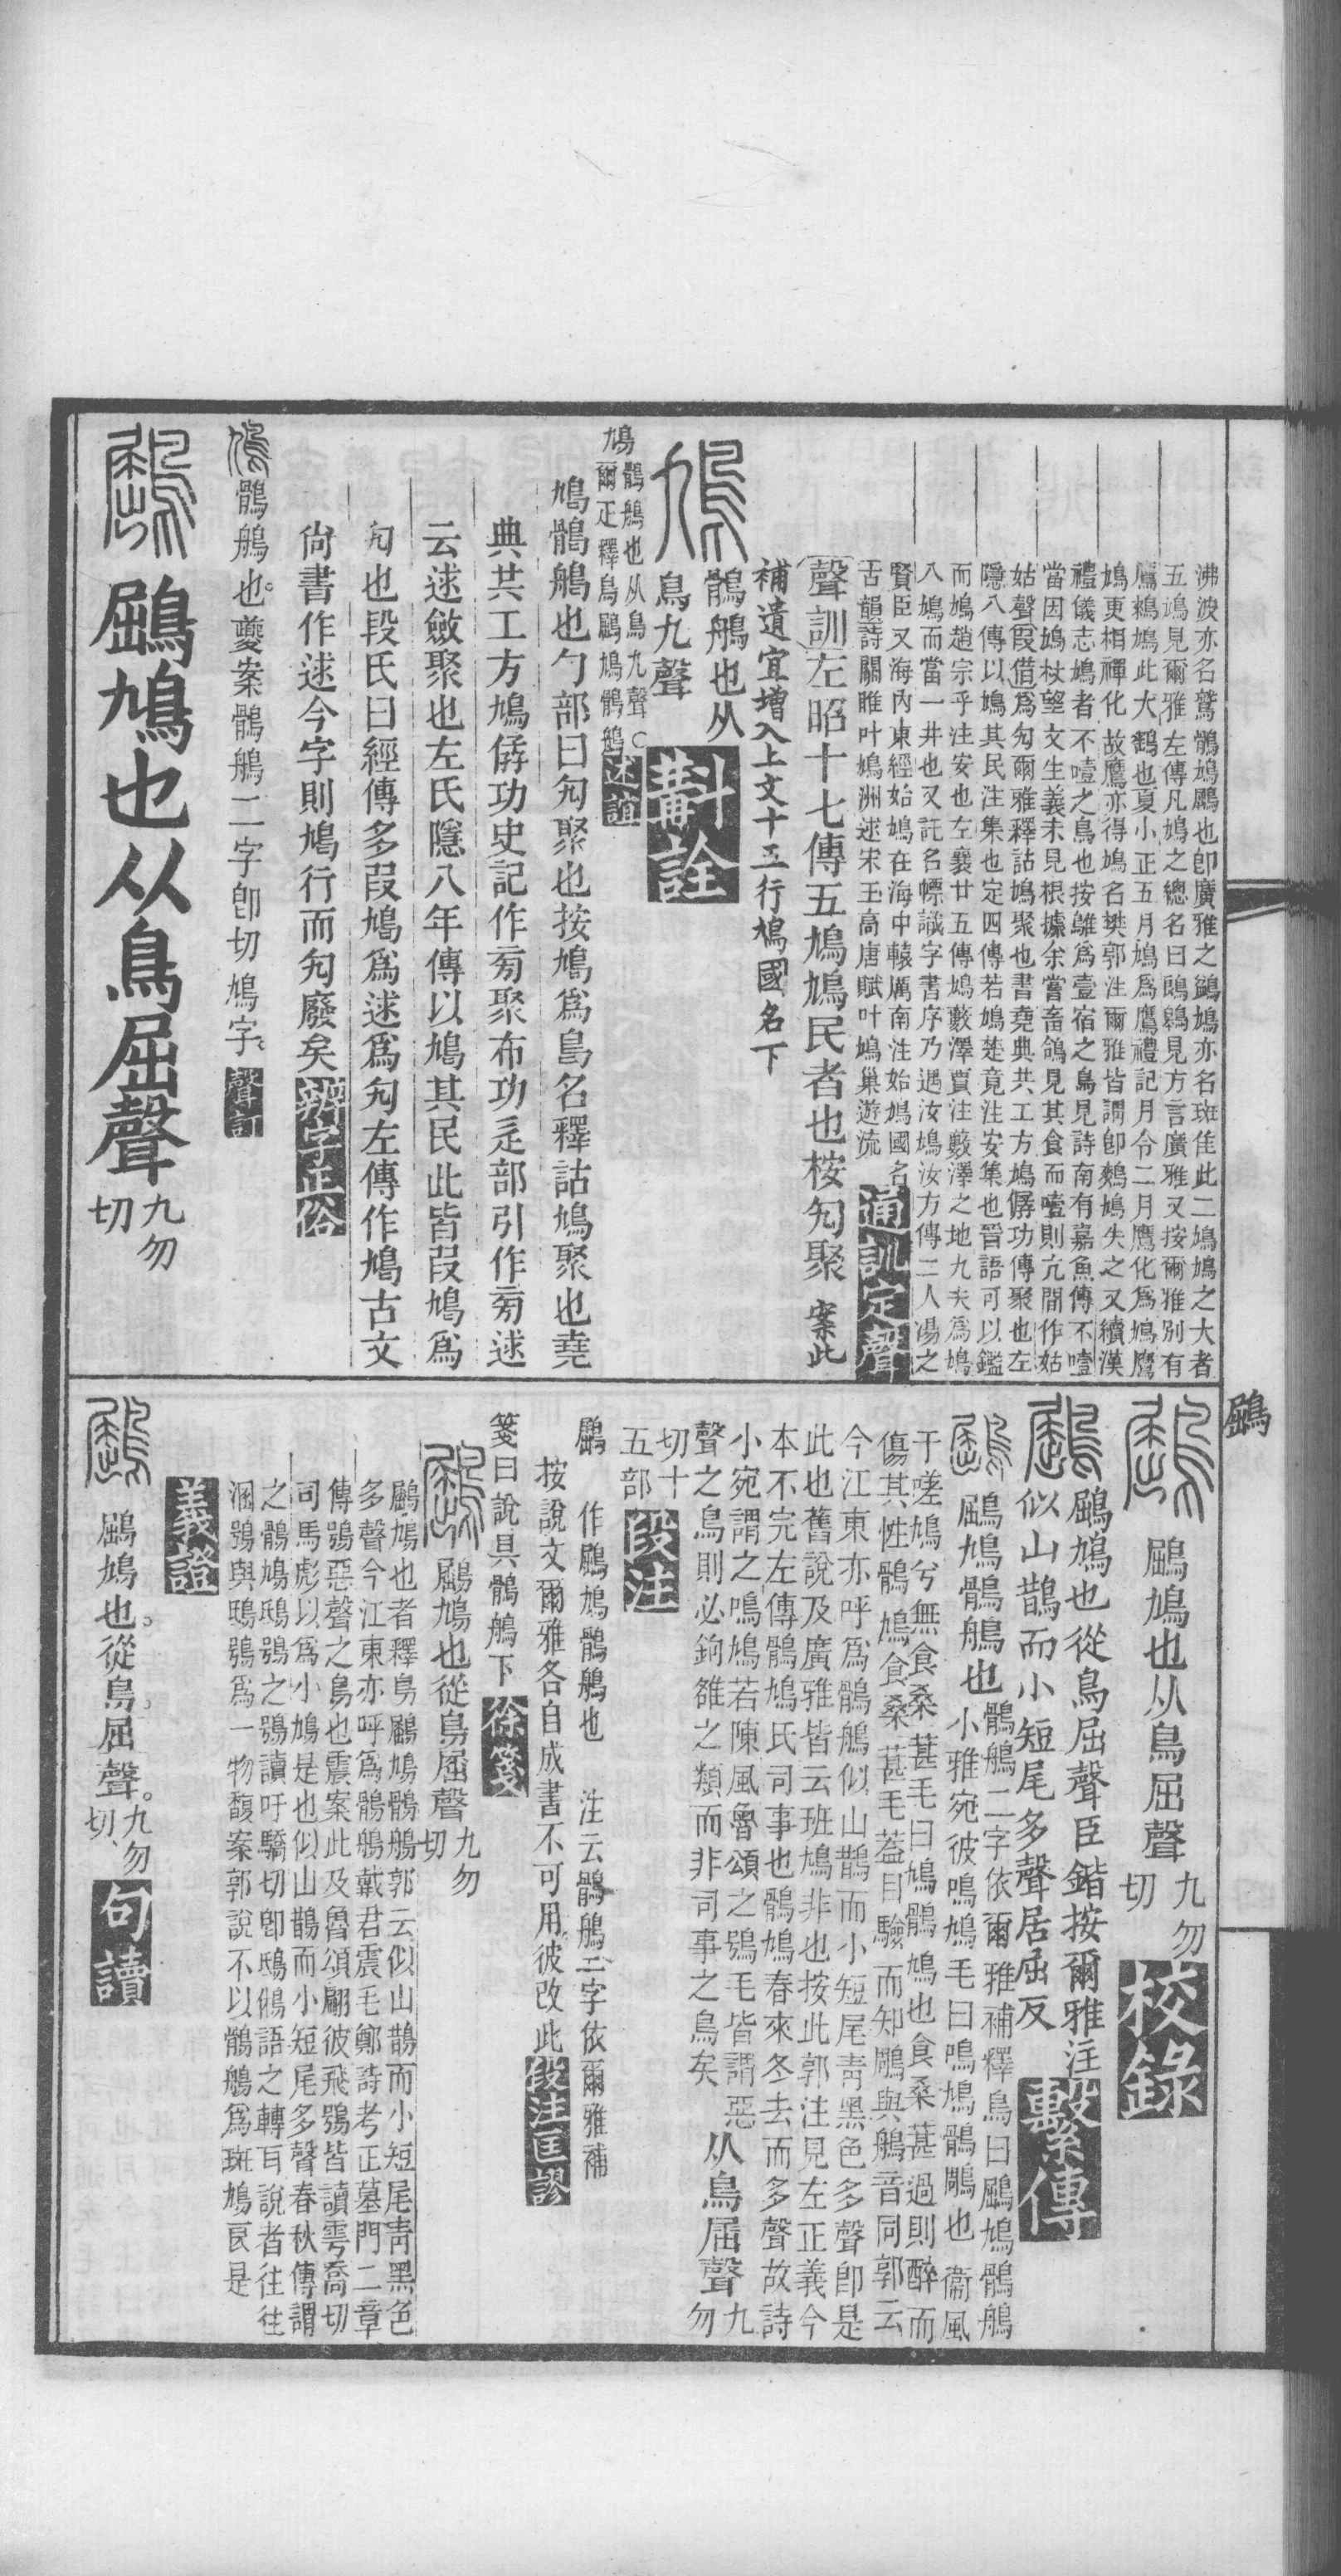 沸波亦名鷲鶻鳩鶌也卽廣雅之鷂鳩亦名斑隹此二鳩鳩之大者
五鳩見爾雅左傳凡鳩之總名曰鴡鶚見方言廣雅又按爾雅別有
鷹鶆鳩此大鷂也夏小正五月鳩爲鷹禮記月令二月鷹化爲鳩鷹
鳩更相禪化故鷹亦得鳩名樊郭注爾雅皆謂卽鶆鳩失之又續漢
禮儀志鳩者不噎之鳥也按雝爲壹宿之鳥見詩南有嘉魚傳不噎
當因鳩杖望文生義未見根據余嘗畜鴿見其食而噎則亢間作姑
姑聲叚借爲勼爾雅釋詁鳩聚也書堯典共工方鳩僝功傳聚也左
隱八傳以鳩其民注集也定四傳若鳩楚竟注安集也晉語可以鑑
而鳩趙宗乎注安也左襄廿五傳鳩藪澤賈注藪澤之地九夫爲鳩
八鳩而當一井也又託名幖識字書序乃遇汝鳩汝方傳二人湯之
賢臣又海內東經始鳩在海中轅厲南注始鳩國名
古韻詩關雎叶鳩洲逑宋玉高唐賦叶鳩巢遊流
通訓定聲
聲訓左昭十七傳五鳩鳩民者也桉勼聚 案此
補遺宜增入上文十五行鳩國名下
鶻鵃也从
鳥九聲
斠詮
鳩鶻鵃也从鳥九聲○
爾疋釋鳥鶌鳩鶻鵃
述誼
鳩鶻鵃也勹部曰勼聚也按鳩爲鳥名釋詁鳩聚也堯
典共工方鳩僝功史記作㫄聚布功辵部引作㫄逑
云逑斂聚也左氏隱八年傳以鳩其民此皆叚鳩爲
勼也段氏曰經傳多叚鳩爲逑爲勼左傳作鳩古文
尚書作逑今字則鳩行而勼廢矣
辨字正俗
鳩鶻鵃也夔案鶻鵃二字卽切鳩字
聲訂
鶌鳩也从鳥屈聲九勿切
鶌
鶌鳩也从鳥屈聲九勿切
校錄
鶌鳩也從鳥屈聲臣鍇按爾雅注
似山鵲而小短尾多聲居屈反
繫傳
鶌鳩鶻鵃也鶻鵃二字依爾雅補釋鳥曰鶌鳩鶻鵃
小雅宛彼鳴鳩毛曰鳴鳩鶻鵰也衞風
于嗟鳩兮無食桑葚毛曰鳩鶻鳩也食桑葚過則醉而
傷其性鶻鳩食桑葚毛蓋目驗而知鵰與鵃音同郭云
今江東亦呼爲鶻鵃似山鵲而小短尾靑黑色多聲卽是
此也舊說及廣雅皆云班鳩非也按此郭注見左正義今
本不完左傳鶻鳩氏司事也鶻鳩春來冬去而多聲故詩
小宛謂之鳴鳩若陳風魯頌之鴞毛皆謂惡
聲之鳥則必鉤雒之類而非司事之鳥矣
从鳥屈聲九勿
切十
五部
段注
鶌 作鶌鳩鶻鵃也 注云鶻鵃二字依爾雅補
按說文爾雅各自成書不可用彼改此
段注匡謬
箋曰說具鶻鵃下
徐箋
鶌鳩也從鳥屈聲九勿切
鶌鳩也者釋鳥鶌鳩鶻鵃郭云似山鵲而小短尾靑黑色
多聲今江東亦呼爲鶻鵃戴君震毛鄭詩考正墓門二章
傳鴞惡聲之鳥也震案此及魯頌翩彼飛鴞皆讀雩喬切
司馬彪以爲小鳩是也似山鵲而小短尾多聲春秋傳謂
之鶻鳩鴟鴞之鴞讀吁驕切卽鴟鵂語之轉耳說者往往
溷鴞與鴟鴞爲一物馥案郭說不以鶻鵃爲斑鳩良是
義證
鶌鳩也從鳥屈聲九勿切
句讀